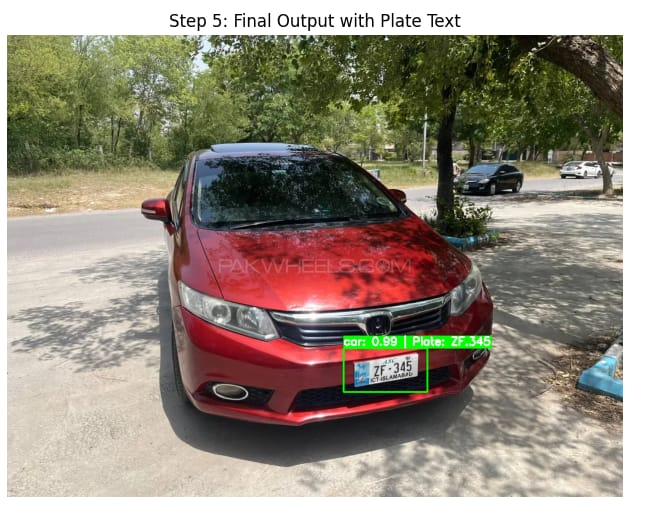 Step 5: Final Output with Plate Text
PAKWHEELS.COM
car: 0.99 | Plate: ZF.345
ZF-345
ICT-ISLAMABAD